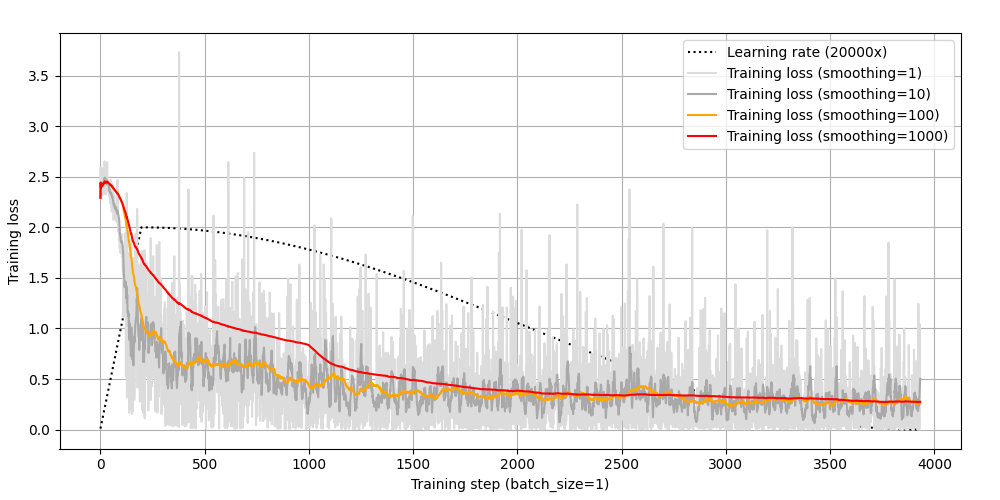 Learning rate (20000x)
Training loss (smoothing=1)
Training loss (smoothing=10)
Training loss (smoothing=100)
Training loss (smoothing=1000)
Training loss
3.5
3.0
2.5
2.0
1.5
1.0
0.5
0.0
0 500 1000 1500 2000 2500 3000 3500 4000
Training step (batch_size=1)